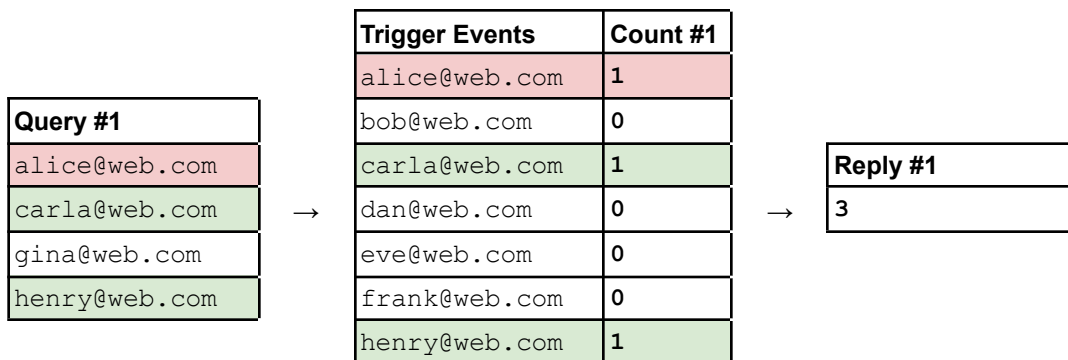 Query #1
alice@web.com
carla@web.com
gina@web.com
henry@web.com
→
Trigger Events Count #1
alice@web.com 1
bob@web.com 0
carla@web.com 1
dan@web.com 0
eve@web.com 0
frank@web.com 0
henry@web.com 1
→
Reply #1
3